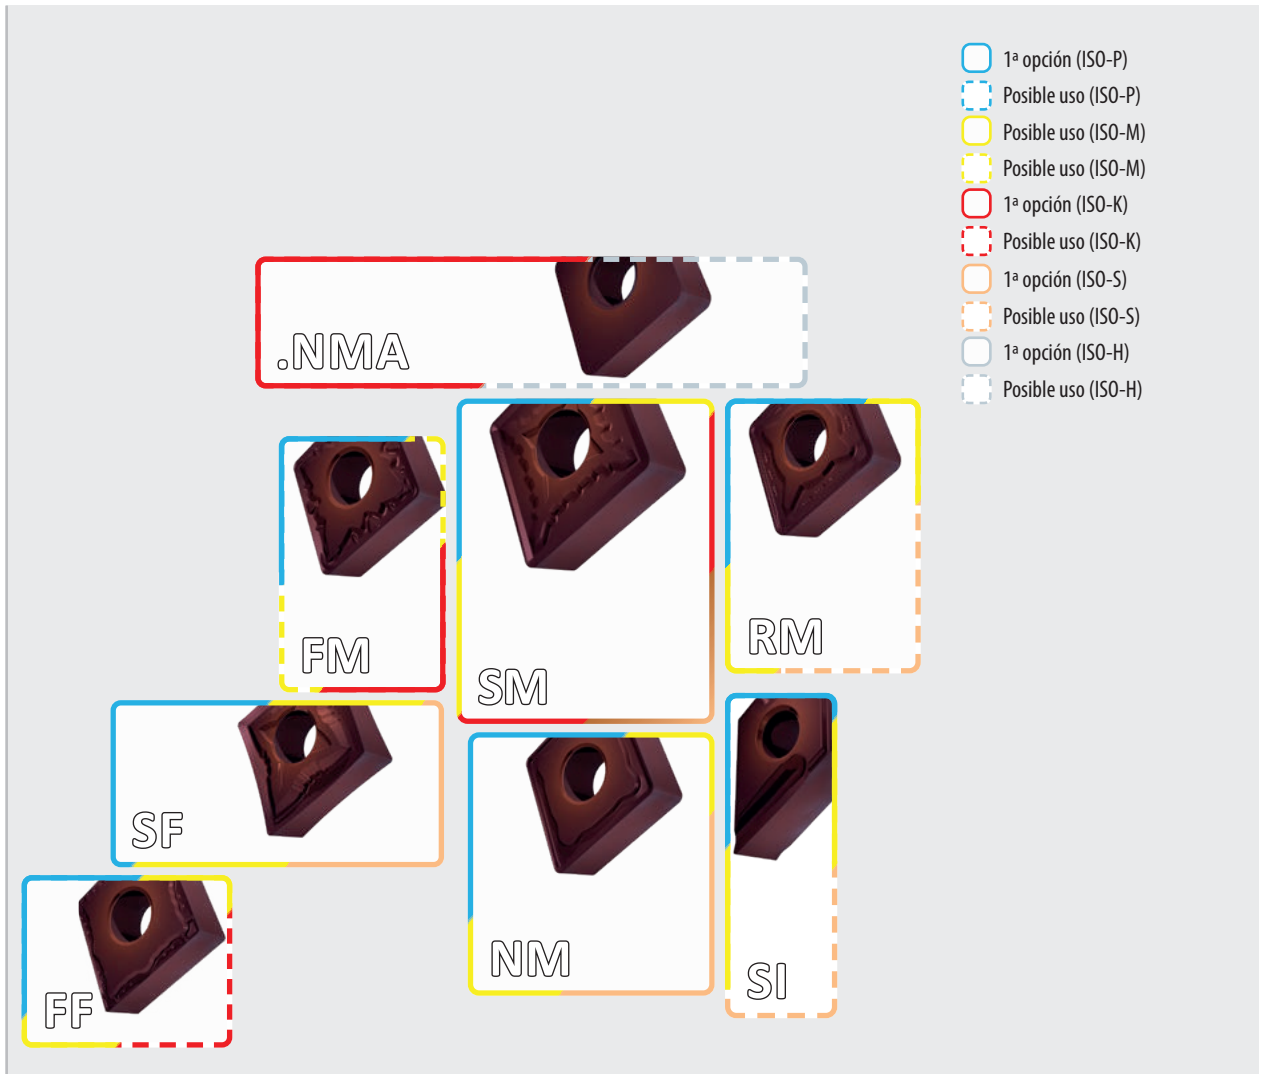 1ª opción (ISO-P)
Posible uso (ISO-P)
Posible uso (ISO-M)
Posible uso (ISO-M)
1ª opción (ISO-K)
Posible uso (ISO-K)
1ª opción (ISO-S)
Posible uso (ISO-S)
1ª opción (ISO-H)
Posible uso (ISO-H)
.NMA
FM
SM
RM
SF
NM
SI
FF